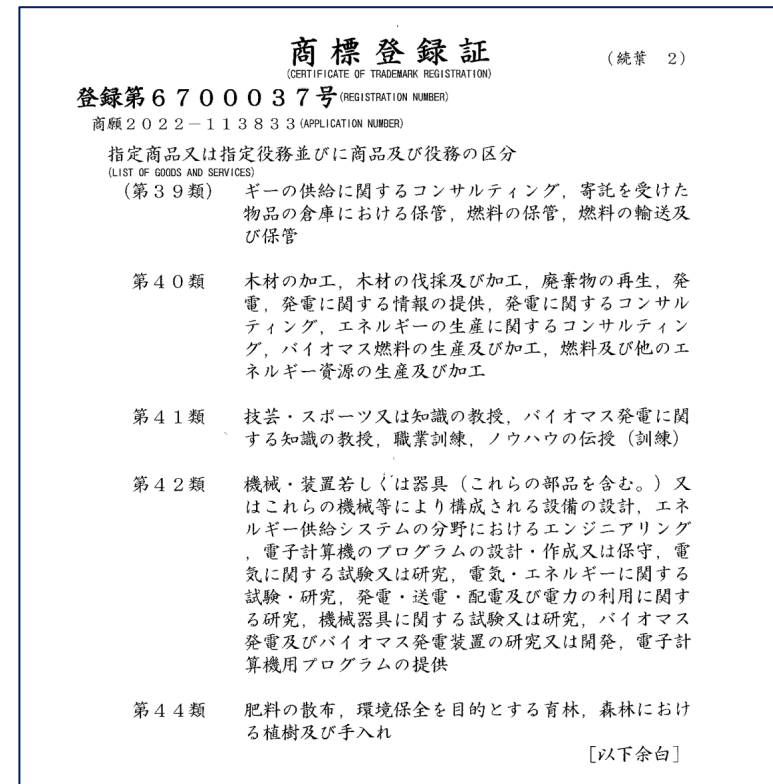 商標登録証
(CERTIFICATE OF TRADEMARK REGISTRATION)
(続葉 2)
登録第6700037号(REGISTRATION NUMBER)
商願2022-113833(APPLICATION NUMBER)
指定商品又は指定役務並びに商品及び役務の区分
(LIST OF GOODS AND SERVICES)
(第39類) ギーの供給に関するコンサルティング，寄託を受けた
物品の倉庫における保管，燃料の保管，燃料の輸送及
び保管
第40類 木材の加工，木材の伐採及び加工，廃棄物の再生，発
電，発電に関する情報の提供，発電に関するコンサル
ティング，エネルギーの生産に関するコンサルティン
グ，バイオマス燃料の生産及び加工，燃料及び他のエ
ネルギー資源の生産及び加工
第41類 技芸・スポーツ又は知識の教授，バイオマス発電に関
する知識の教授，職業訓練，ノウハウの伝授（訓練）
第42類 機械・装置若しくは器具（これらの部品を含む。）又
はこれらの機械等により構成される設備の設計，エネ
ルギー供給システムの分野におけるエンジニアリング
，電子計算機のプログラムの設計・作成又は保守，電
気に関する試験又は研究，電気・エネルギーに関する
試験・研究，発電・送電・配電及び電力の利用に関す
る研究，機械器具に関する試験又は研究，バイオマス
発電及びバイオマス発電装置の研究又は開発，電子計
算機用プログラムの提供
第44類 肥料の散布，環境保全を目的とする育林，森林におけ
る植樹及び手入れ
[以下余白]